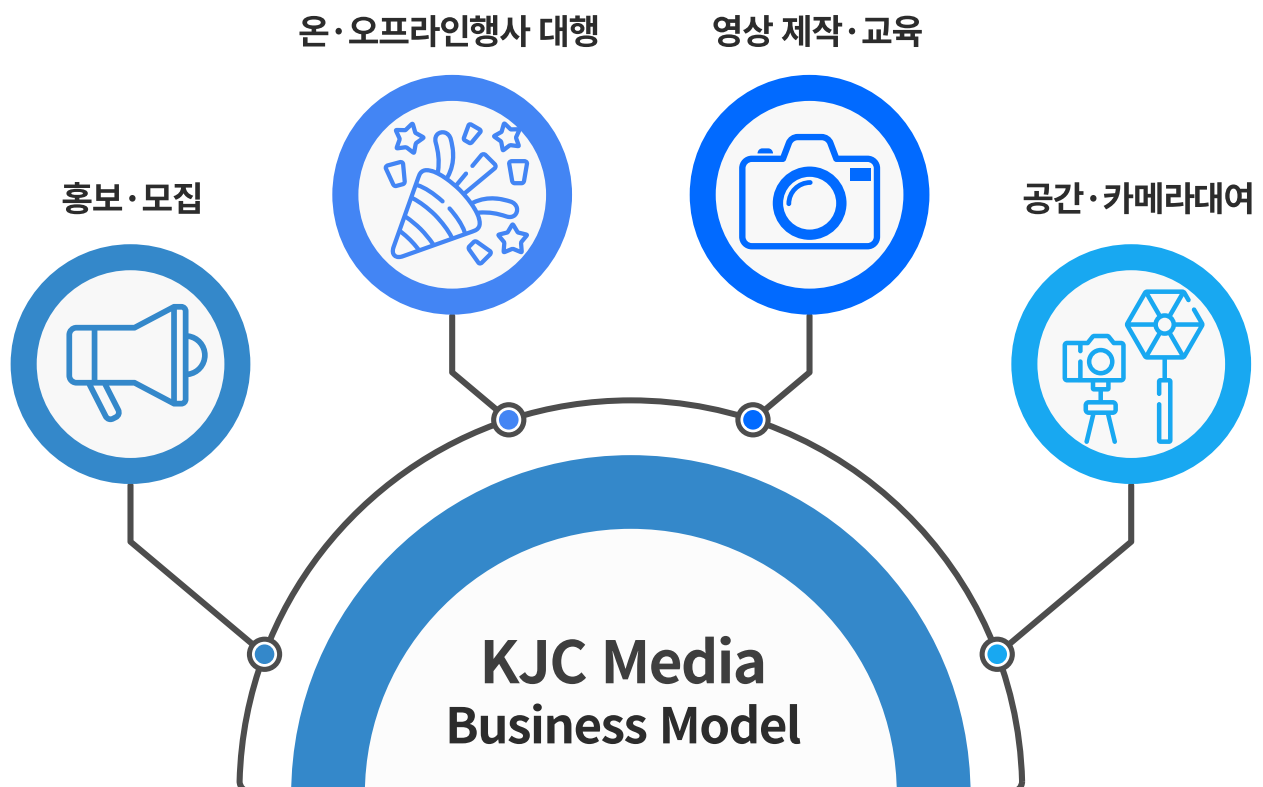 온·오프라인행사 대행
영상 제작·교육
홍보·모집
공간·카메라대여
KJC Media
Business Model